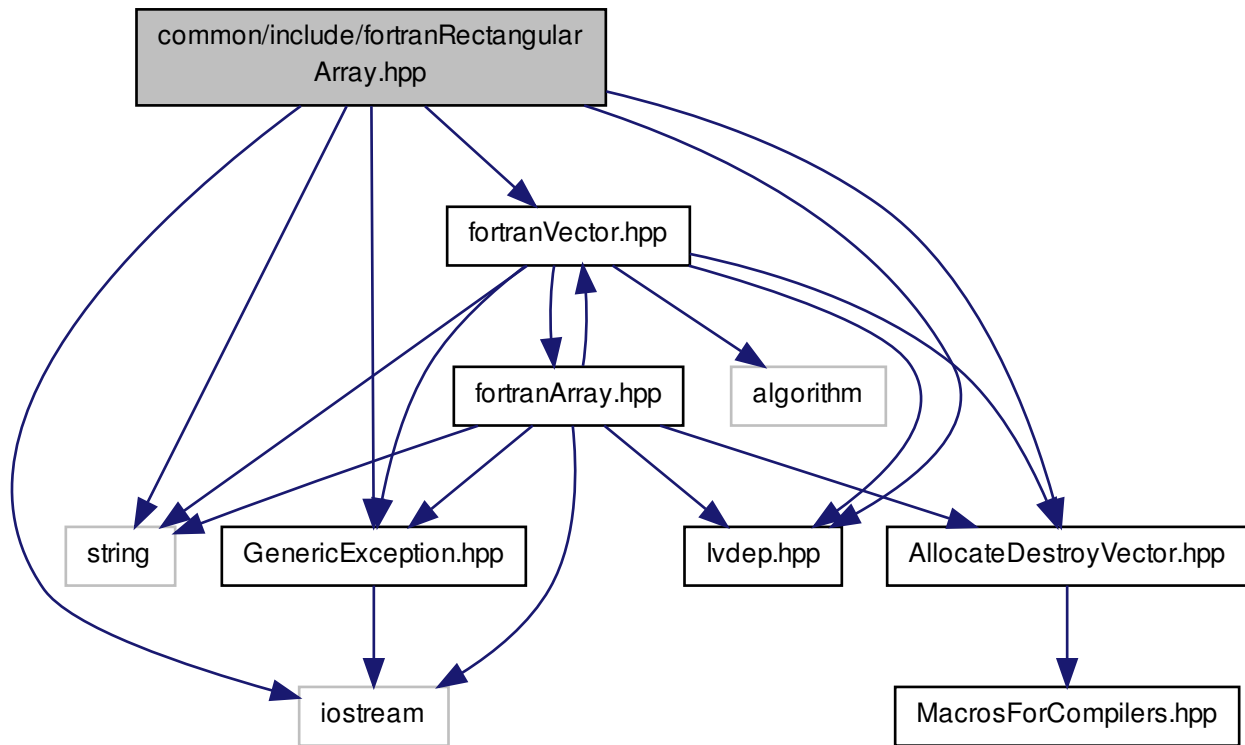 common/include/fortranRectangular
Array.hpp
fortranVector.hpp
fortranArray.hpp
algorithm
string
GenericException.hpp
Ivdep.hpp
AllocateDestroyVector.hpp
iostream
MacrosForCompilers.hpp